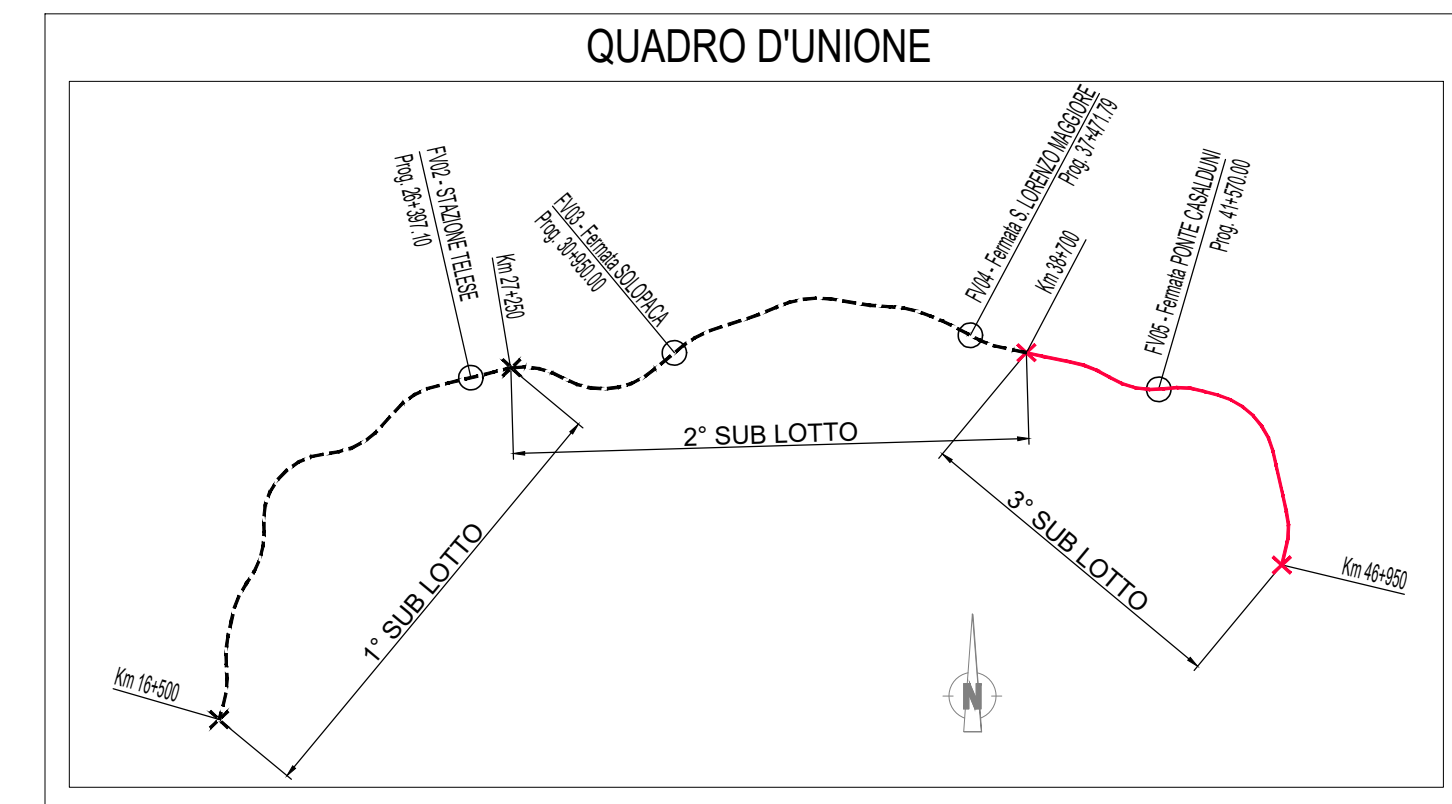 QUADRO D'UNIONE
FV02 - STAZIONE TELESE
Prog. 26+397.10
Km 27+250
FV03 - Fermata SOLOPACA
Prog. 30+950.00
FV04 - Fermata S. LORENZO MAGGIORE
Prog. 37+471.79
Km 38+700
FV05 - Fermata PONTE CASALDUNI
Prog. 41+570.00
2° SUB LOTTO
1° SUB LOTTO
3° SUB LOTTO
Km 46+950
Km 16+500
N